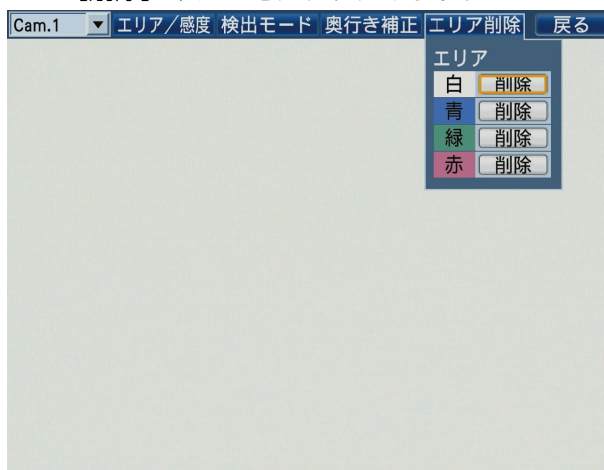 Cam.1 エリア/感度 検出モード 奥行き補正 エリア削除 戻る
エリア
白 削除
青 削除
緑 削除
赤 削除